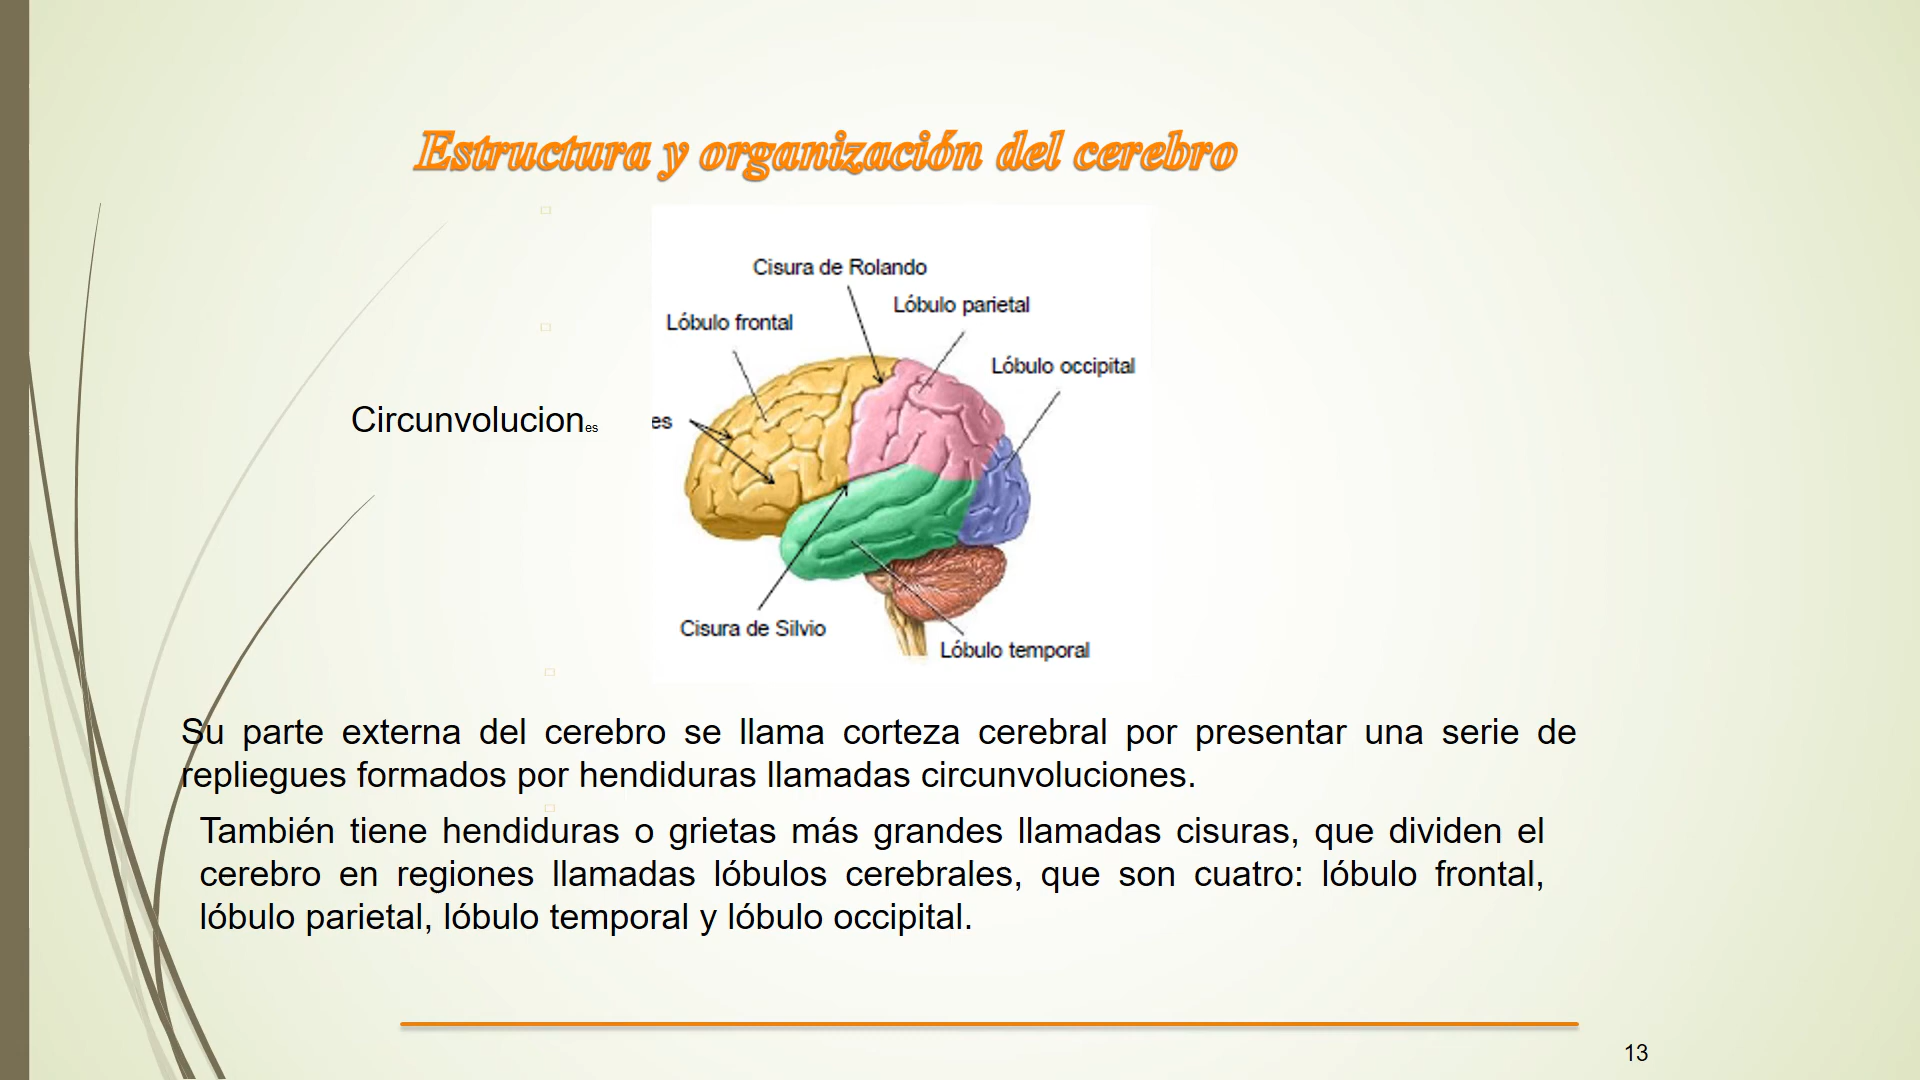 Estructura y organización del cerebro
Cisura de Rolando
Lóbulo parietal
Lóbulo frontal
Lóbulo occipital
Circunvoluciones
es
Cisura de Silvio
Lóbulo temporal
Su parte externa del cerebro se llama corteza cerebral por presentar una serie de
repliegues formados por hendiduras llamadas circunvoluciones.
También tiene hendiduras o grietas más grandes llamadas cisuras, que dividen el
cerebro en regiones llamadas lóbulos cerebrales, que son cuatro: lóbulo frontal,
lóbulo parietal, lóbulo temporal y lóbulo occipital.
13